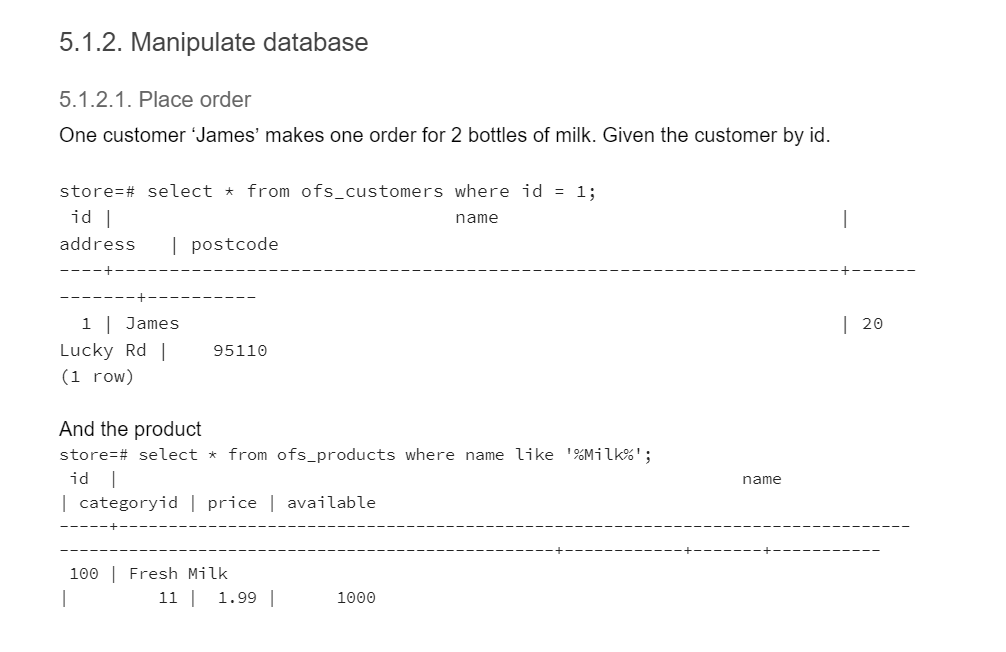 5.1.2. Manipulate database
5.1.2.1. Place order
One customer ‘James’ makes one order for 2 bottles of milk. Given the customer by id.
store=# select * from ofs_customers where id = 1;
 id |                                name                                |
address   | postcode
----+-------------------------------------------------------------------+------
-------+----------
  1 | James                                                             | 20
Lucky Rd |    95110
(1 row)
And the product
store=# select * from ofs_products where name like '%Milk%';
 id  |                                                               name
| categoryid | price | available
-----+--------------------------------------------------------------------------------
--------------------------------------------------+------------+-------+-----------
 100 | Fresh Milk
|         11 |  1.99 |      1000